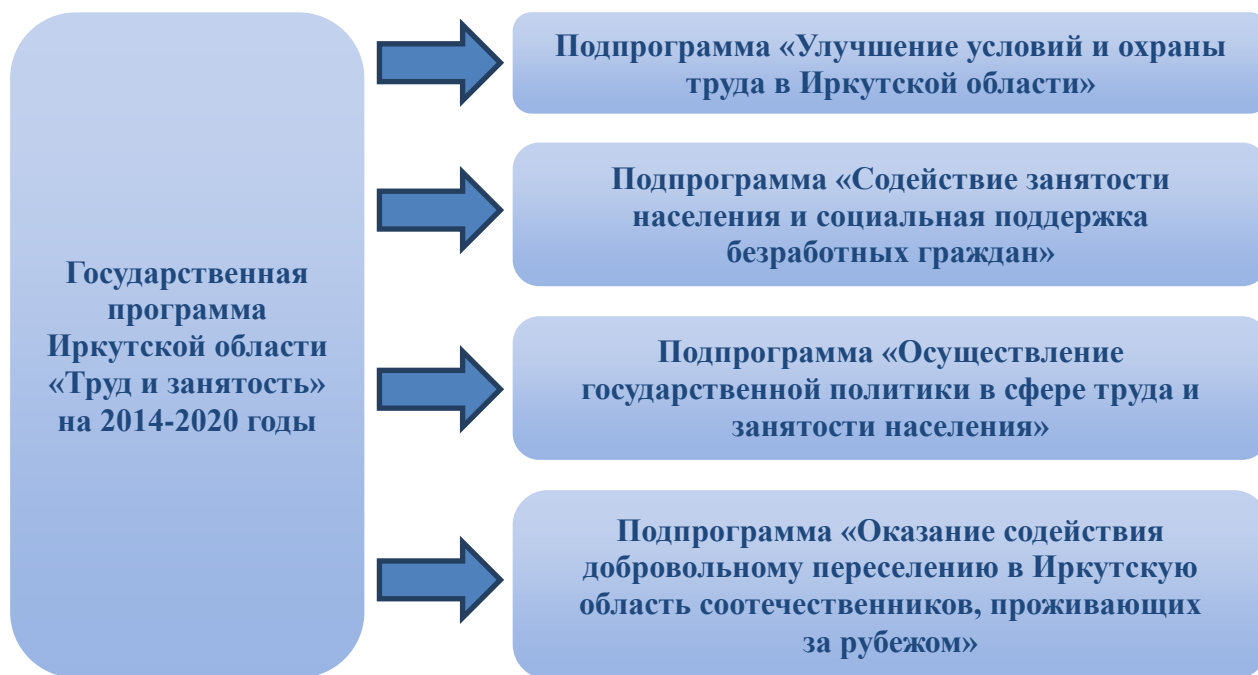 Государственная
программа
Иркутской области
«Труд и занятость»
на 2014-2020 годы
Подпрограмма «Улучшение условий и охраны
труда в Иркутской области»
Подпрограмма «Содействие занятости
населения и социальная поддержка
безработных граждан»
Подпрограмма «Осуществление
государственной политики в сфере труда и
занятости населения»
Подпрограмма «Оказание содействия
добровольному переселению в Иркутскую
область соотечественников, проживающих
за рубежом»